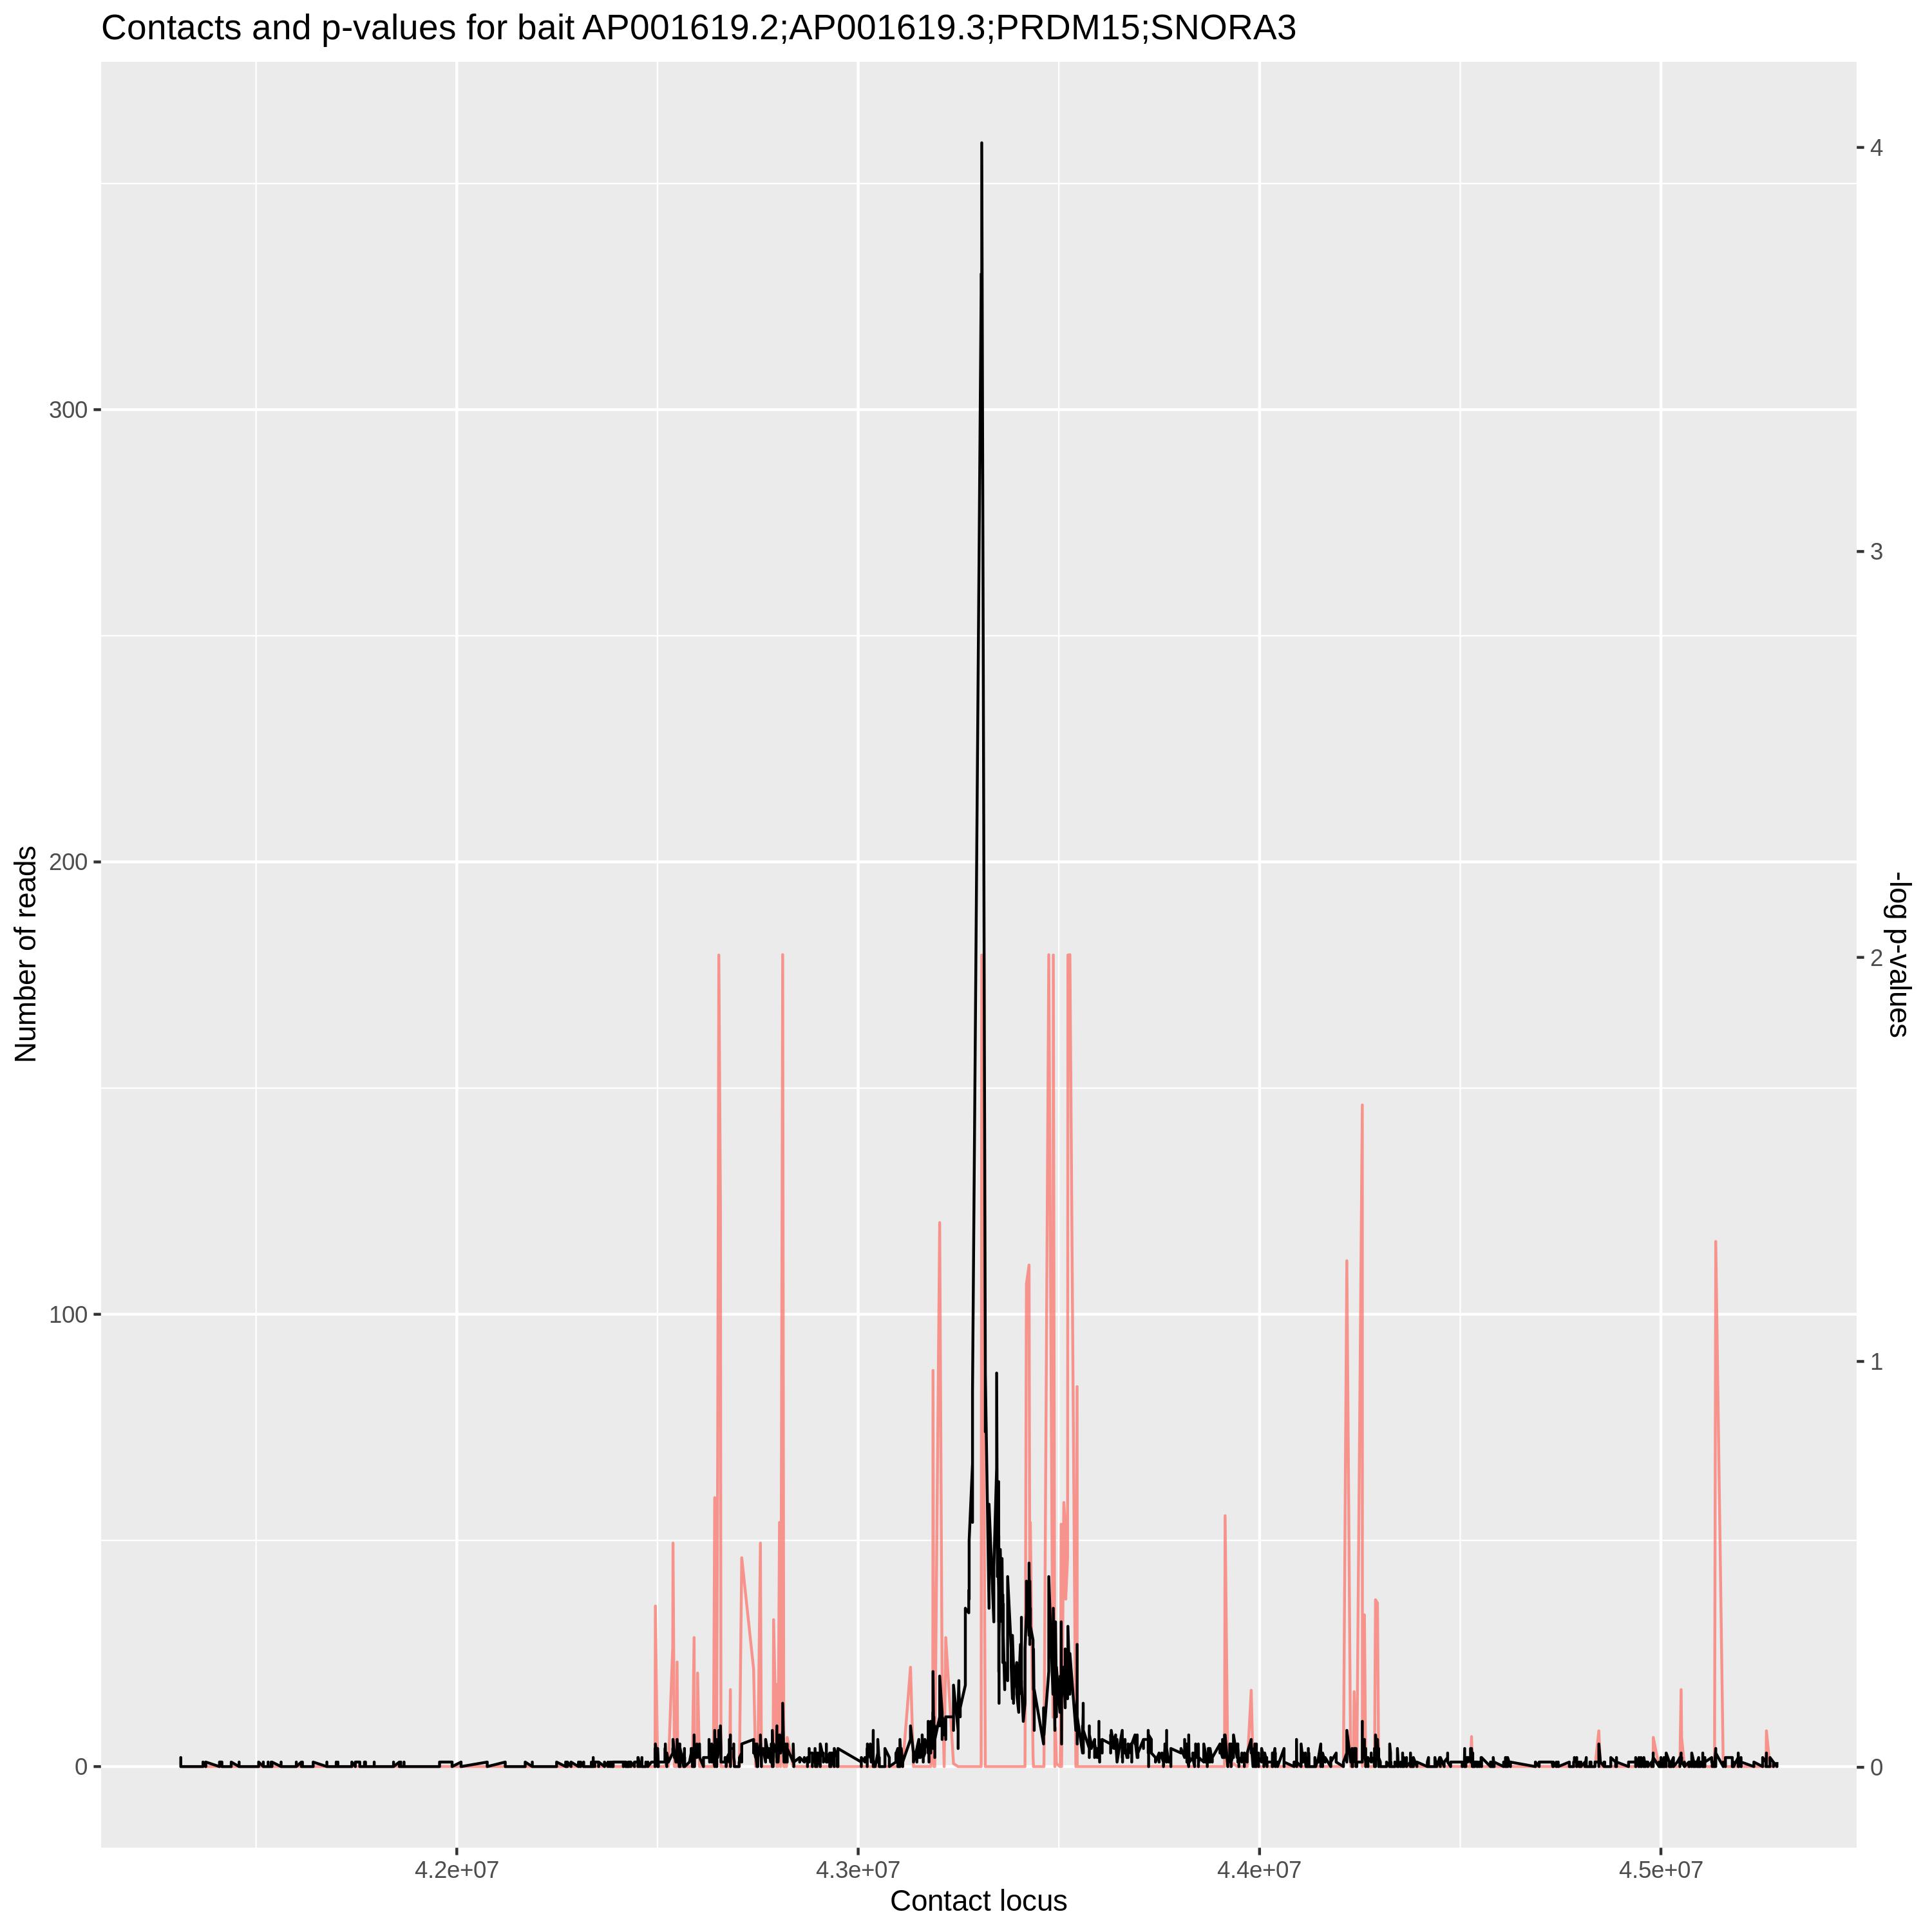 Contacts and p-values for bait AP001619.2;AP001619.3;PRDM15;SNORA3
4
3
2
1
0
-log p-values
300
200
100
0
Number of reads
4.2e+07
4.3e+07
4.4e+07
4.5e+07
Contact locus